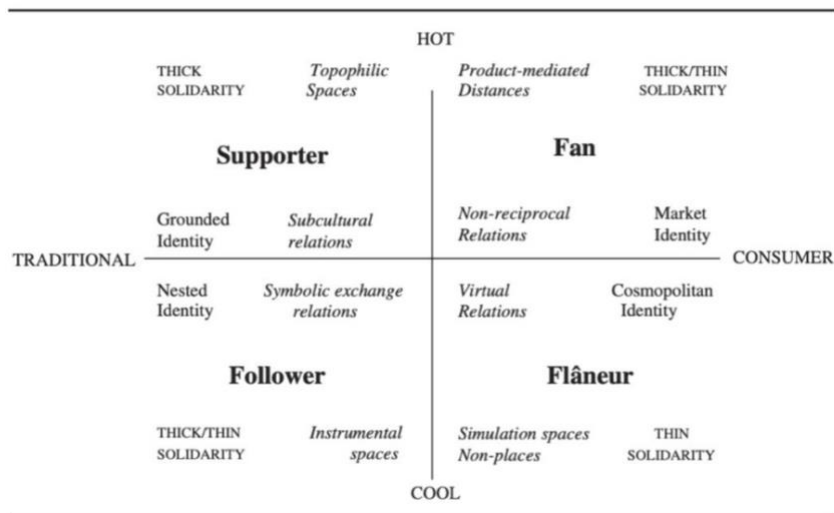 HOT
THICK SOLIDARITY
Topophilic Spaces
Product-mediated Distances
THICK/THIN SOLIDARITY
Supporter
Fan
Grounded Identity
Subcultural relations
Non-reciprocal Relations
Market Identity
TRADITIONAL
CONSUMER
Nested Identity
Symbolic exchange relations
Virtual Relations
Cosmopolitan Identity
Follower
Flâneur
THICK/THIN SOLIDARITY
Instrumental spaces
Simulation spaces Non-places
THIN SOLIDARITY
COOL